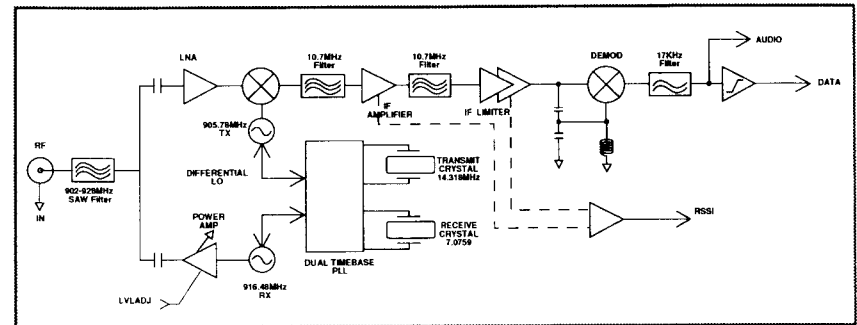 LNA
10.7MHz
Filter
10.7MHz
Filter
DEMOD
17KHz
Filter
AUDIO
DATA
IF
AMPLIFIER
IF LIMITER
905.78MHz
TX
RF
IN
902-928MHz
SAW Filter
DIFFERENTIAL
LO
TRANSMIT
CRYSTAL
14.318MHz
RECEIVE
CRYSTAL
7.0759
RSSI
POWER
AMP
DUAL TIMEBASE
PLL
916.48MHz
RX
LVLADJ